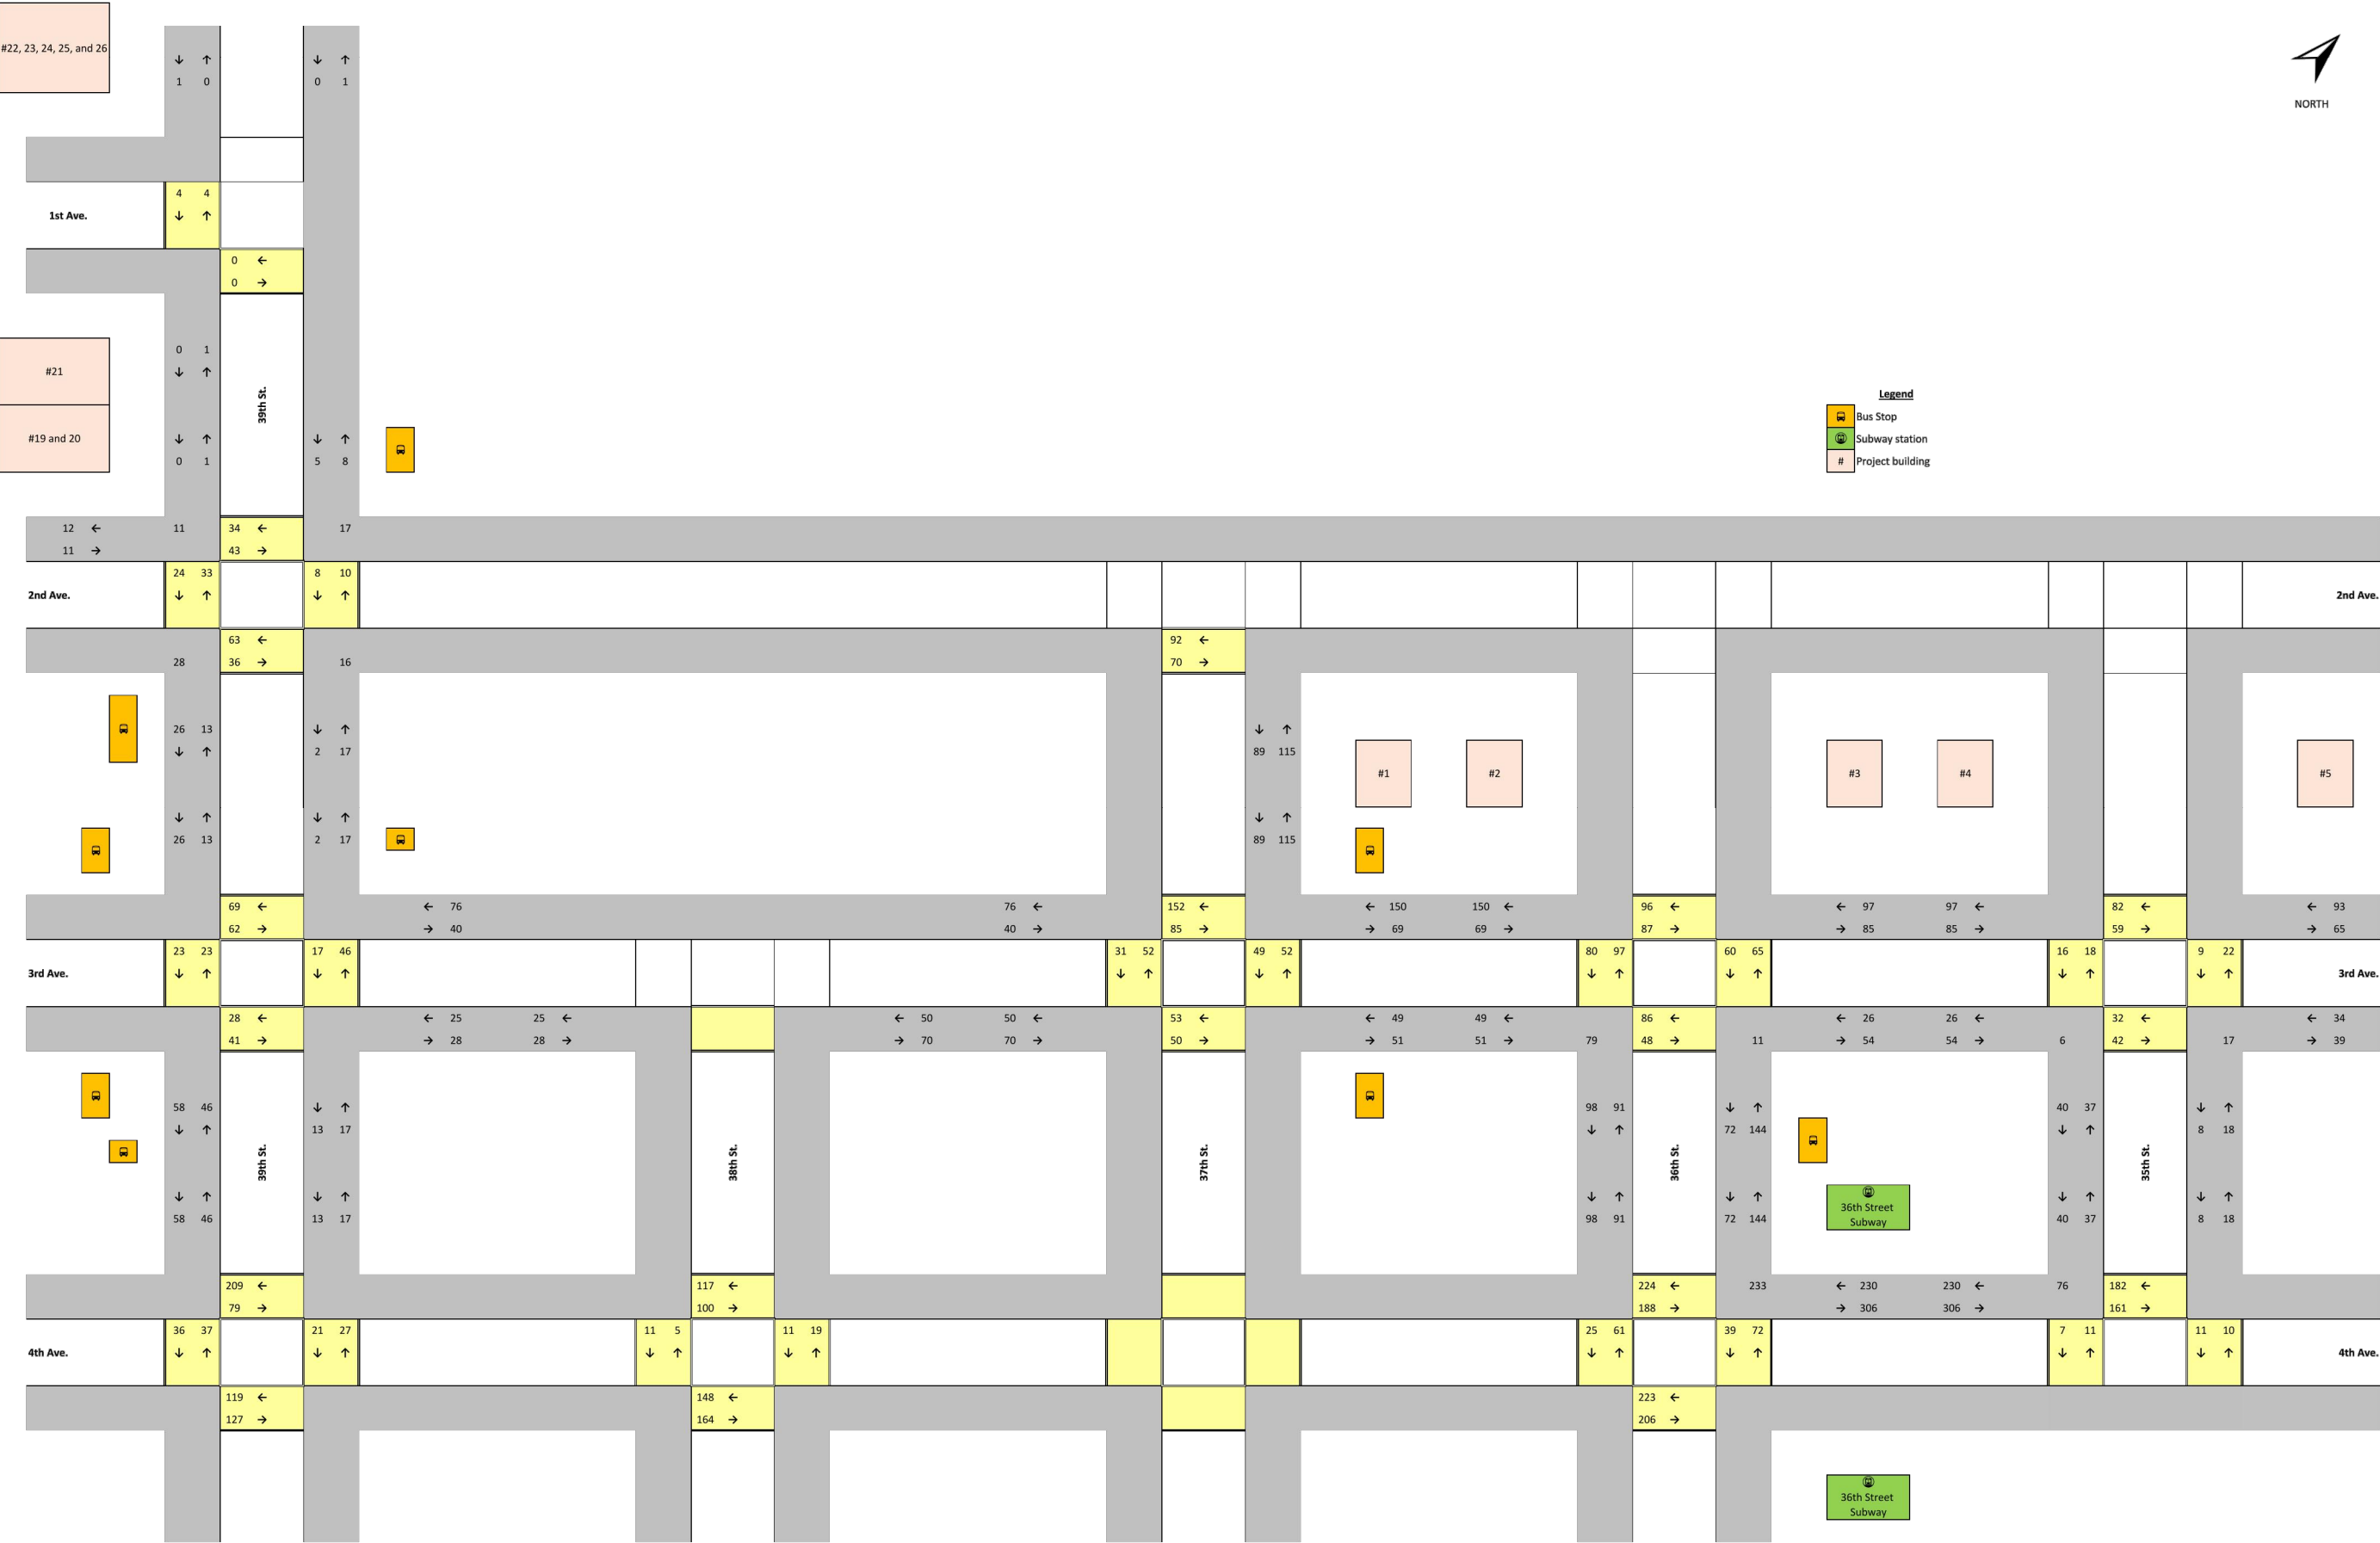 #22, 23, 24, 25, and 26
↓ ↑ ↓ ↑
1 0 0 1
NORTH
4 4
1st Ave. ↓ ↑
0 ←
0 →
0 1
#21 ↓ ↑
39th St.
Legend
Bus Stop
#19 and 20 ↓ ↑ ↓ ↑ Subway station
0 1 5 8 # Project building
12 ← 11 34 ← 17
11 → 43 →
24 33 8 10
2nd Ave. ↓ ↑ ↓ ↑ 2nd Ave.
63 ← 92 ←
28 36 → 16 70 →
26 13 ↓ ↑ ↓ ↑
↓ ↑ 2 17 89 115
#1 #2 #3 #4 #5
↓ ↑ ↓ ↑ ↓ ↑
26 13 2 17 89 115
69 ← ← 76 76 ← 152 ← ← 150 150 ← 96 ← ← 97 97 ← 82 ← ← 93
62 → → 40 40 → 85 → → 69 69 → 87 → → 85 85 → 59 → → 65
23 23 17 46 31 52 49 52 80 97 60 65 16 18 9 22
3rd Ave. ↓ ↑ ↓ ↑ ↓ ↑ ↓ ↑ ↓ ↑ ↓ ↑ ↓ ↑ ↓ ↑ 3rd Ave.
28 ← ← 25 25 ← ← 50 50 ← 53 ← ← 49 49 ← 86 ← ← 26 26 ← 32 ← ← 34
41 → → 28 28 → → 70 70 → 50 → → 51 51 → 79 48 → 11 → 54 54 → 6 42 → 17 → 39
58 46 ↓ ↑ 98 91 ↓ ↑ 40 37 ↓ ↑
↓ ↑ 13 17 ↓ ↑ 72 144 ↓ ↑ 8 18
39th St. 38th St. 37th St. 36th St. 35th St.
↓ ↑ ↓ ↑ ↓ ↑ ↓ ↑ ↓ ↑ ↓ ↑
36th Street
58 46 13 17 98 91 72 144 40 37 8 18
Subway
209 ← 117 ← 224 ← ← 230 230 ← 182 ←
233 76
79 → 100 → 188 → → 306 306 → 161 →
36 37 21 27 11 5 11 19 25 61 39 72 7 11 11 10
4th Ave. ↓ ↑ ↓ ↑ ↓ ↑ ↓ ↑ ↓ ↑ ↓ ↑ ↓ ↑ ↓ ↑ 4th Ave.
119 ← 148 ← 223 ←
127 → 164 → 206 →
36th Street
Subway